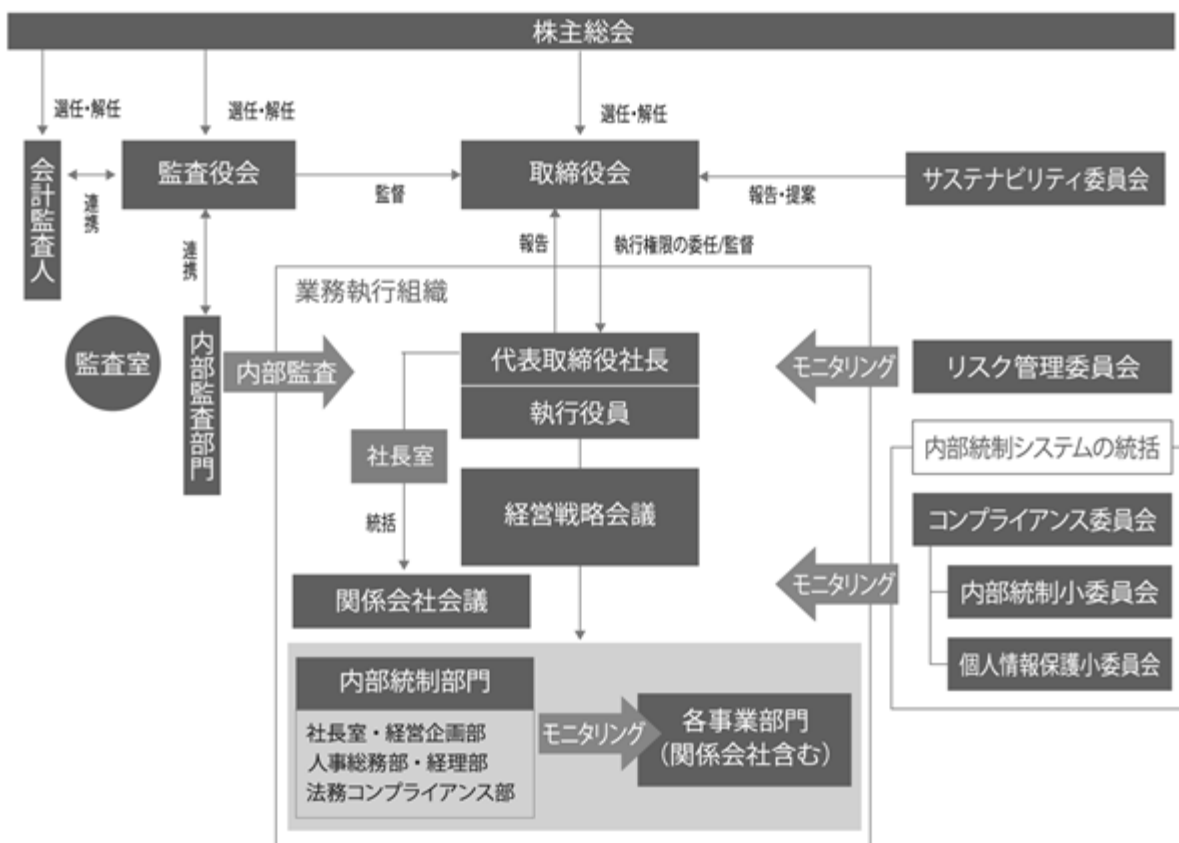 株主総会
選任・解任
選任・解任
選任・解任
会計監査人
連携
監査役会
監督
取締役会
報告・提案
サステナビリティ委員会
連携
報告
執行権限の委任/監督
業務執行組織
監査室
内部監査部門
内部監査
代表取締役社長
執行役員
モニタリング
リスク管理委員会
社長室
統括
経営戦略会議
内部統制システムの統括
コンプライアンス委員会
モニタリング
内部統制小委員会
個人情報保護小委員会
関係会社会議
内部統制部門
社長室・経営企画部
人事総務部・経理部
法務コンプライアンス部
モニタリング
各事業部門
（関係会社含む）